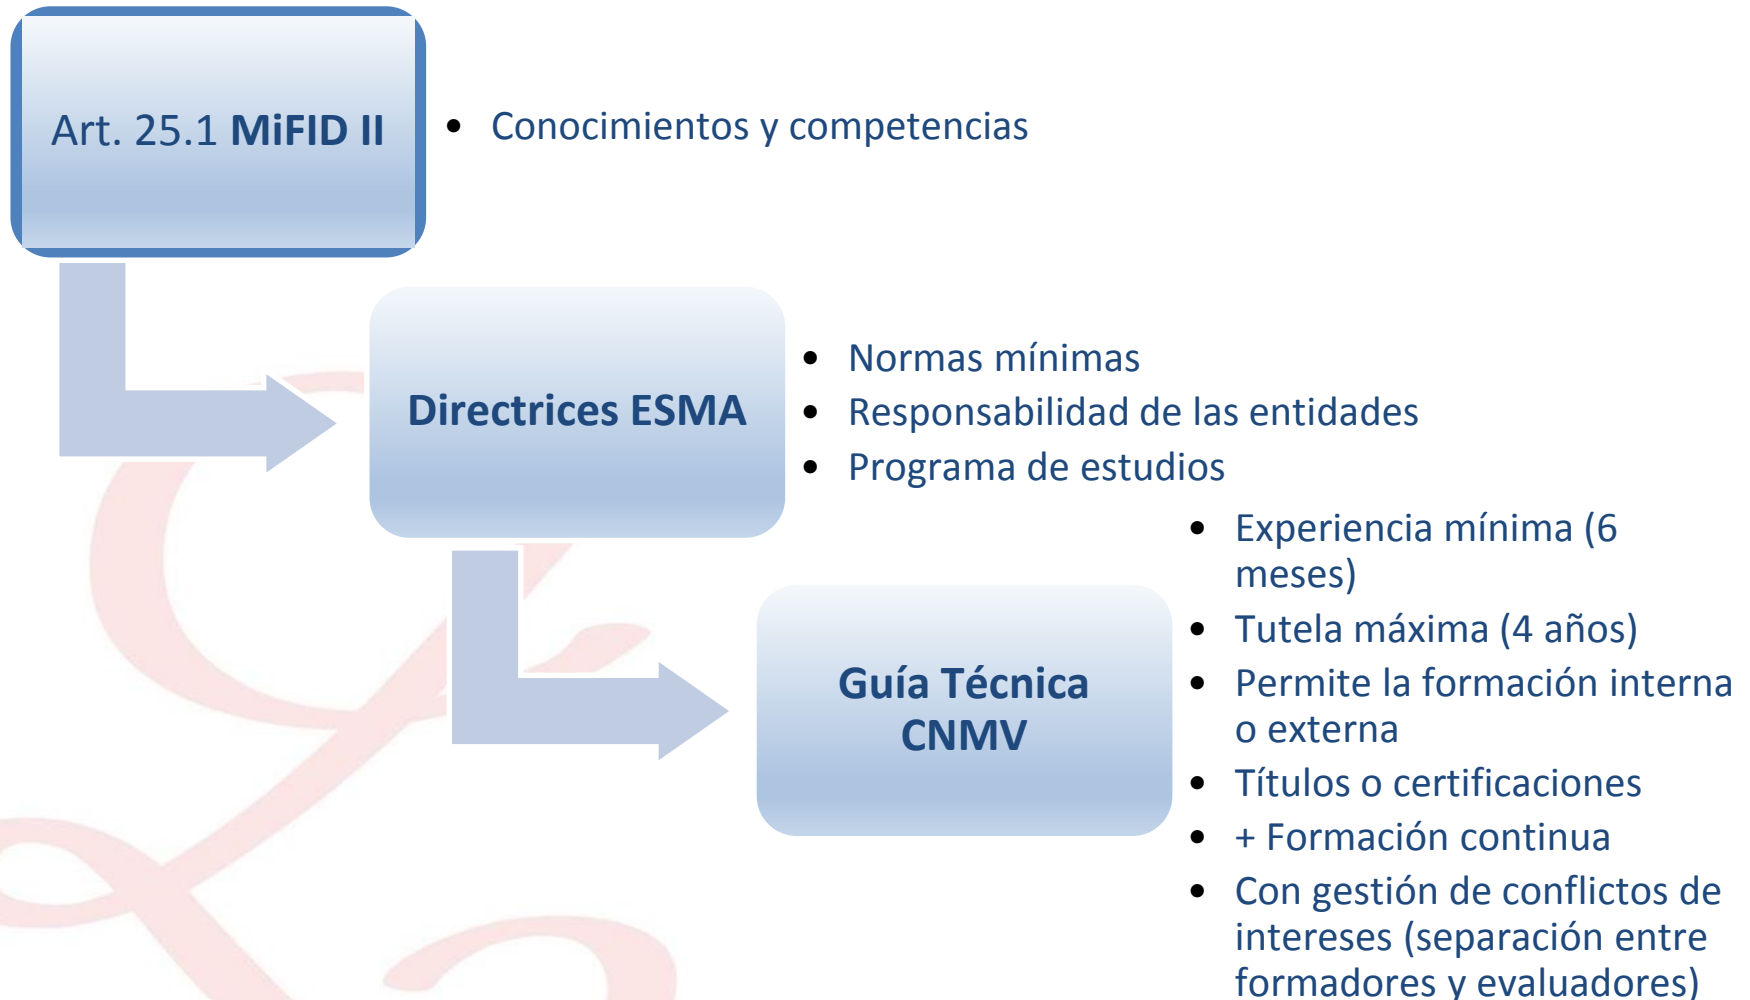 Art. 25.1 MiFID II
• Conocimientos y competencias
Directrices ESMA
• Normas mínimas
• Responsabilidad de las entidades
• Programa de estudios
Guía Técnica
CNMV
• Experiencia mínima (6
meses)
• Tutela máxima (4 años)
• Permite la formación interna
o externa
• Títulos o certificaciones
• + Formación continua
• Con gestión de conflictos de
intereses (separación entre
formadores y evaluadores)